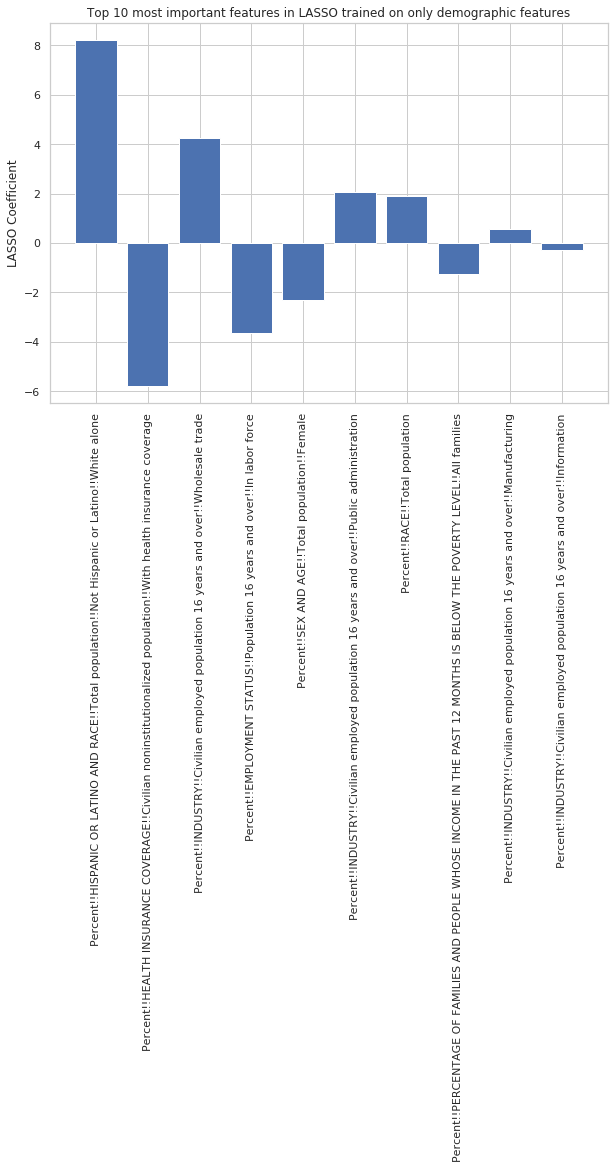 Top 10 most important features in LASSO trained on only demographic features
8
6
4
2
0
−2
−4
−6
LASSO Coefficient
Percent!!HISPANIC OR LATINO AND RACE!!Total population!!Not Hispanic or Latino!!White alone
Percent!!HEALTH INSURANCE COVERAGE!!Civilian noninstitutionalized population!!With health insurance coverage
Percent!!INDUSTRY!!Civilian employed population 16 years and over!!Wholesale trade
Percent!!EMPLOYMENT STATUS!!Population 16 years and over!!In labor force
Percent!!SEX AND AGE!!Total population!!Female
Percent!!INDUSTRY!!Civilian employed population 16 years and over!!Public administration
Percent!!RACE!!Total population
Percent!!PERCENTAGE OF FAMILIES AND PEOPLE WHOSE INCOME IN THE PAST 12 MONTHS IS BELOW THE POVERTY LEVEL!!All families
Percent!!INDUSTRY!!Civilian employed population 16 years and over!!Manufacturing
Percent!!INDUSTRY!!Civilian employed population 16 years and over!!Information